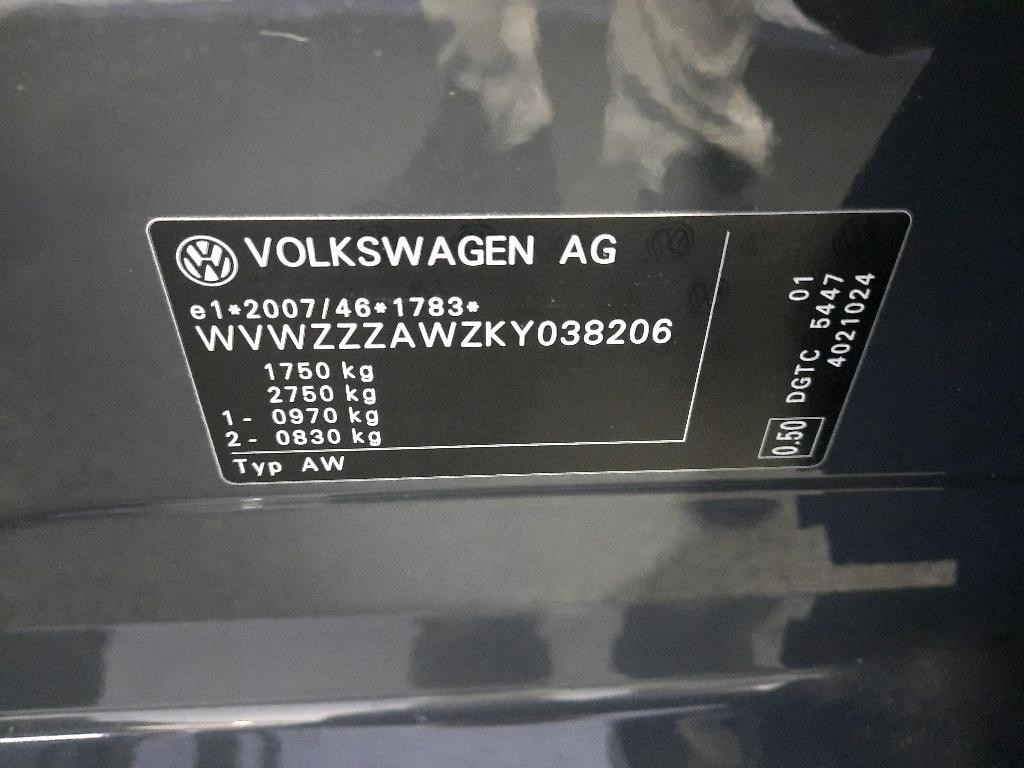 VOLKSWAGEN AG
e1*2007/46*1783*
WVWZZZAWZKY038206
1750 kg
2750 kg
1 - 0970 kg
2 - 0830 kg
Typ AW
01
DGTC 5447
4021024
0.50